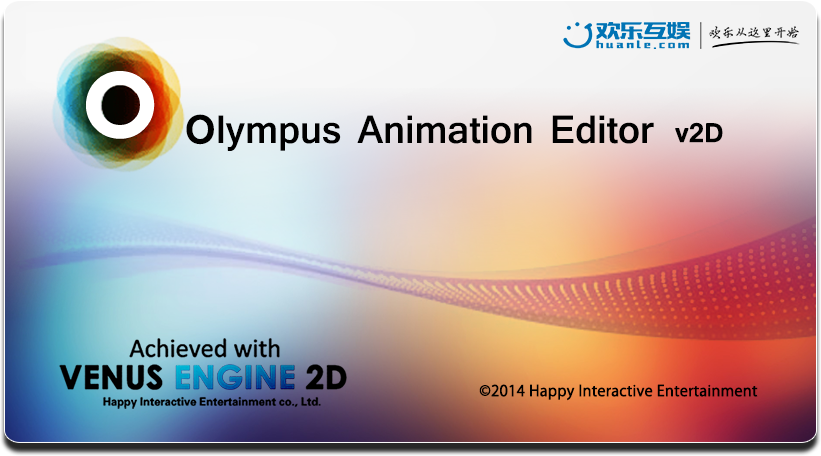 欢乐互娱
huanle.com
欢乐从这里开始
Olympus Animation Editor v2D
Achieved with
VENUS ENGINE 2D
Happy Interactive Entertainment co., Ltd.
©2014 Happy Interactive Entertainment